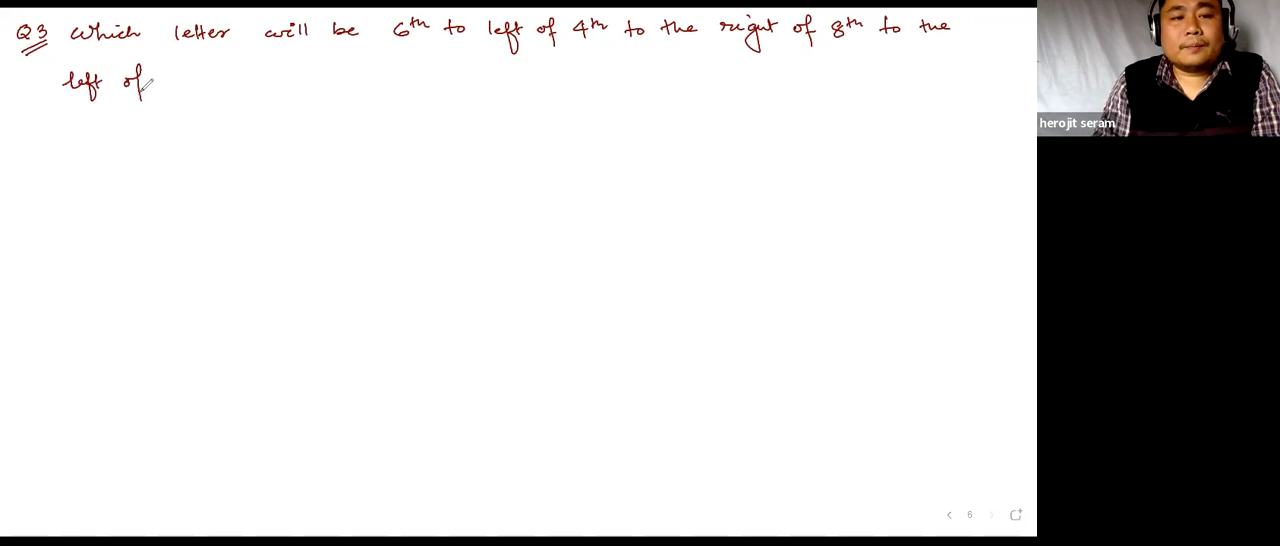 Q3 Which letter will be 6th to left of 4th to the right of 8th to the
left of
herojit seram
6